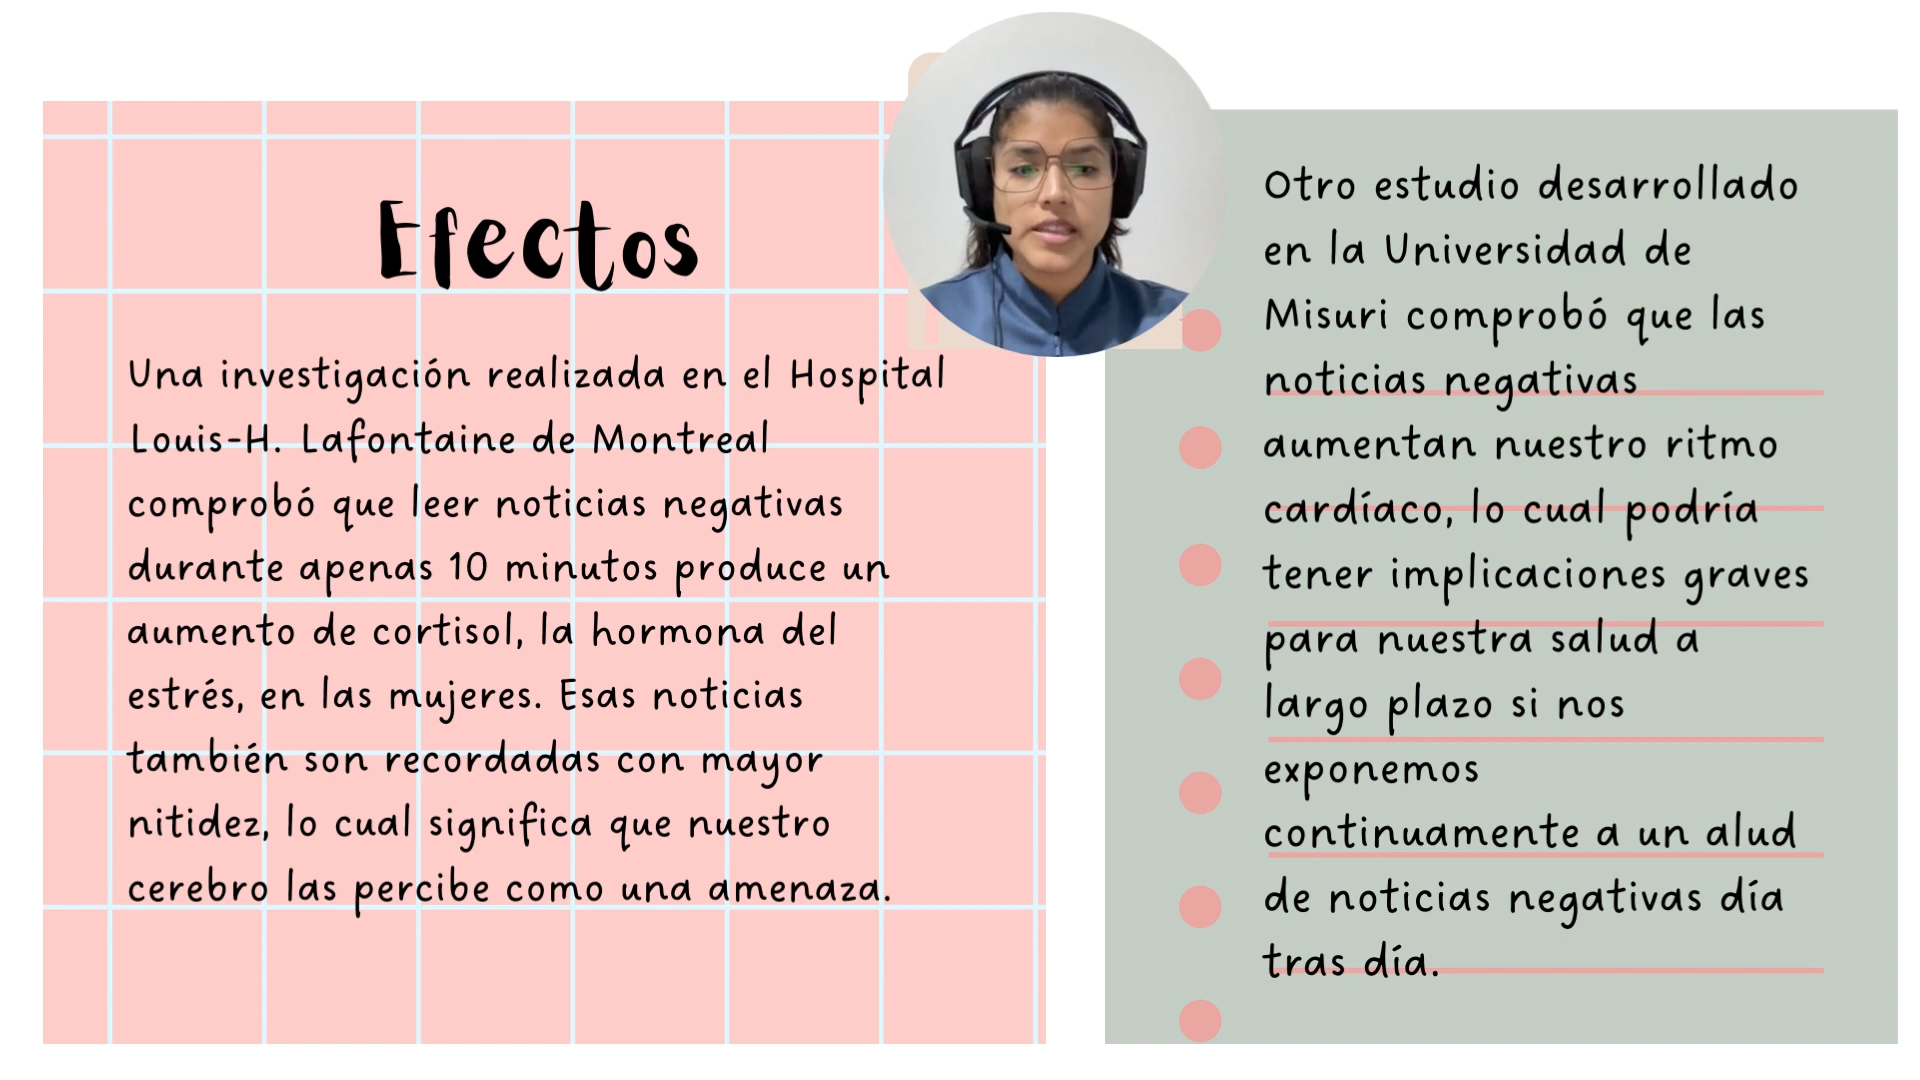 Efectos
Una investigación realizada en el Hospital
Louis-H. Lafontaine de Montreal
comprobó que leer noticias negativas
durante apenas 10 minutos produce un
aumento de cortisol, la hormona del
estrés, en las mujeres. Esas noticias
también son recordadas con mayor
nitidez, lo cual significa que nuestro
cerebro las percibe como una amenaza.
Otro estudio desarrollado
en la Universidad de
Misuri comprobó que las
noticias negativas
aumentan nuestro ritmo
cardíaco, lo cual podría
tener implicaciones graves
para nuestra salud a
largo plazo si nos
exponemos
continuamente a un alud
de noticias negativas día
tras día.